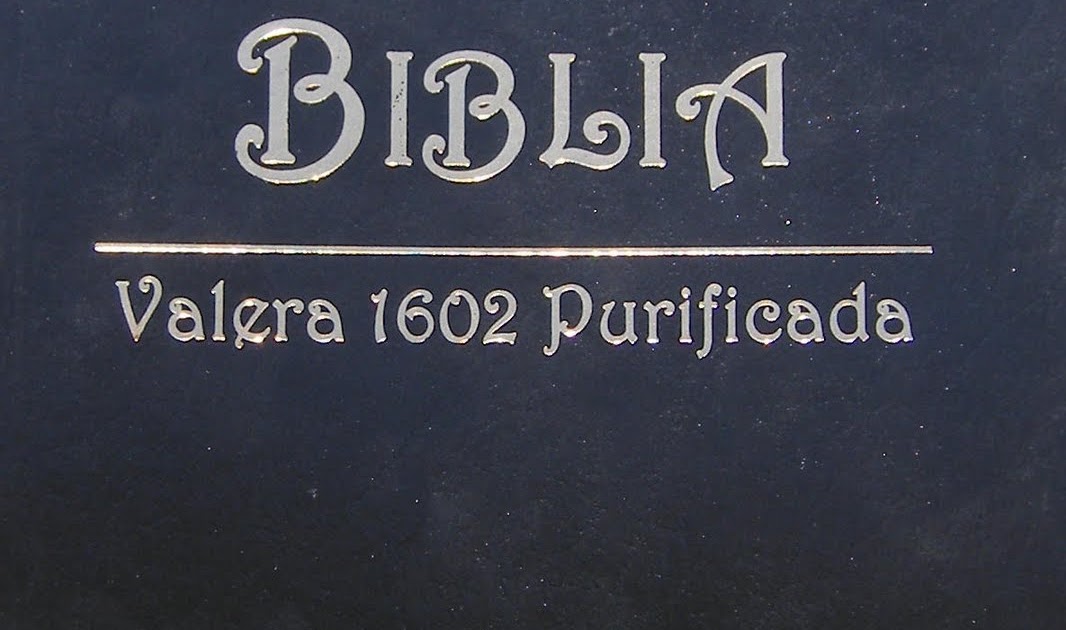 BIBLIA
Valera 1602 Purificada